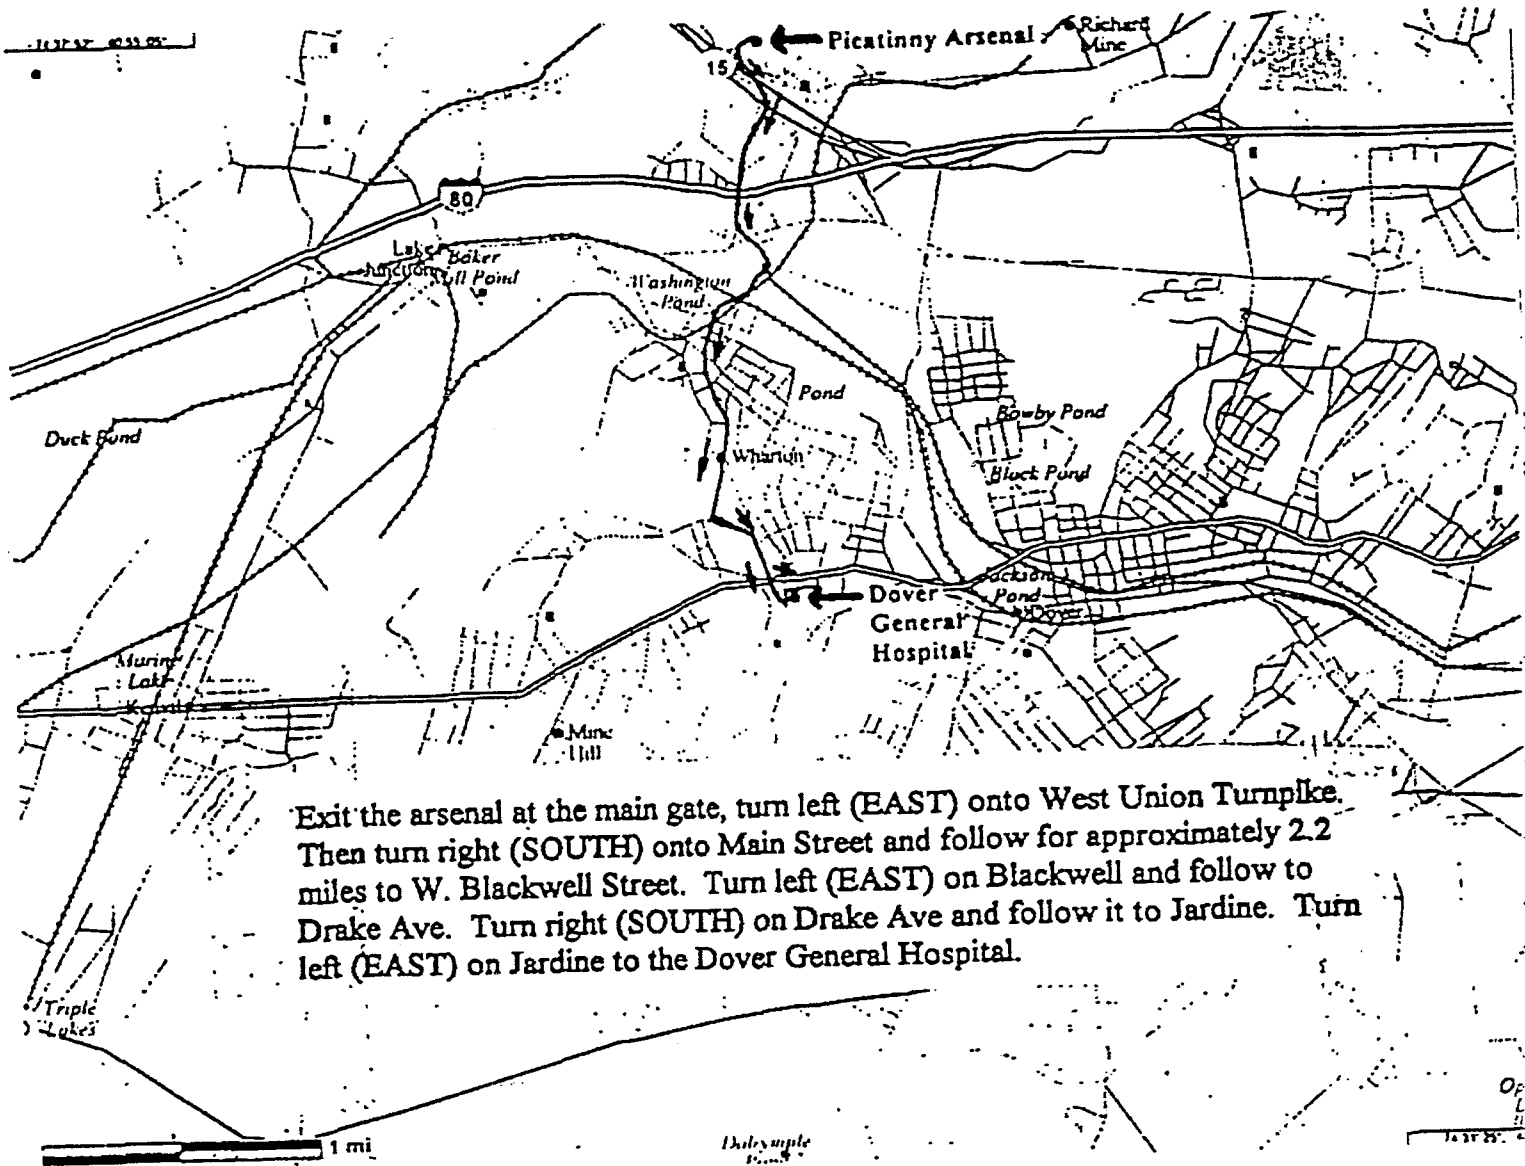 Picatinny Arsenal
Richard
Mine
15
80
Lake
Junction
Baker
Pond
Washington
Pond
Pond
Duck Pond
Bowby Pond
Black Pond
Wharton
Jackson
Pond
Dover
Dover
General
Hospital
Lake
Mine
Hill
Exit the arsenal at the main gate, turn left (EAST) onto West Union Turnpike.
Then turn right (SOUTH) onto Main Street and follow for approximately 2.2
miles to W. Blackwell Street. Turn left (EAST) on Blackwell and follow to
Drake Ave. Turn right (SOUTH) on Drake Ave and follow it to Jardine. Turn
left (EAST) on Jardine to the Dover General Hospital.
Triple
Lakes
1 mi